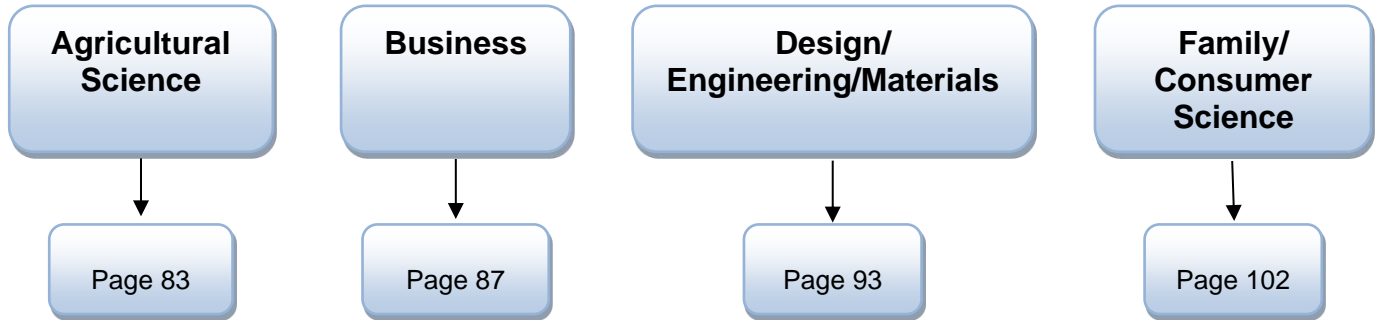 Agricultural
Science
Business
Design/
Engineering/Materials
Family/
Consumer
Science
Page 83
Page 87
Page 93
Page 102